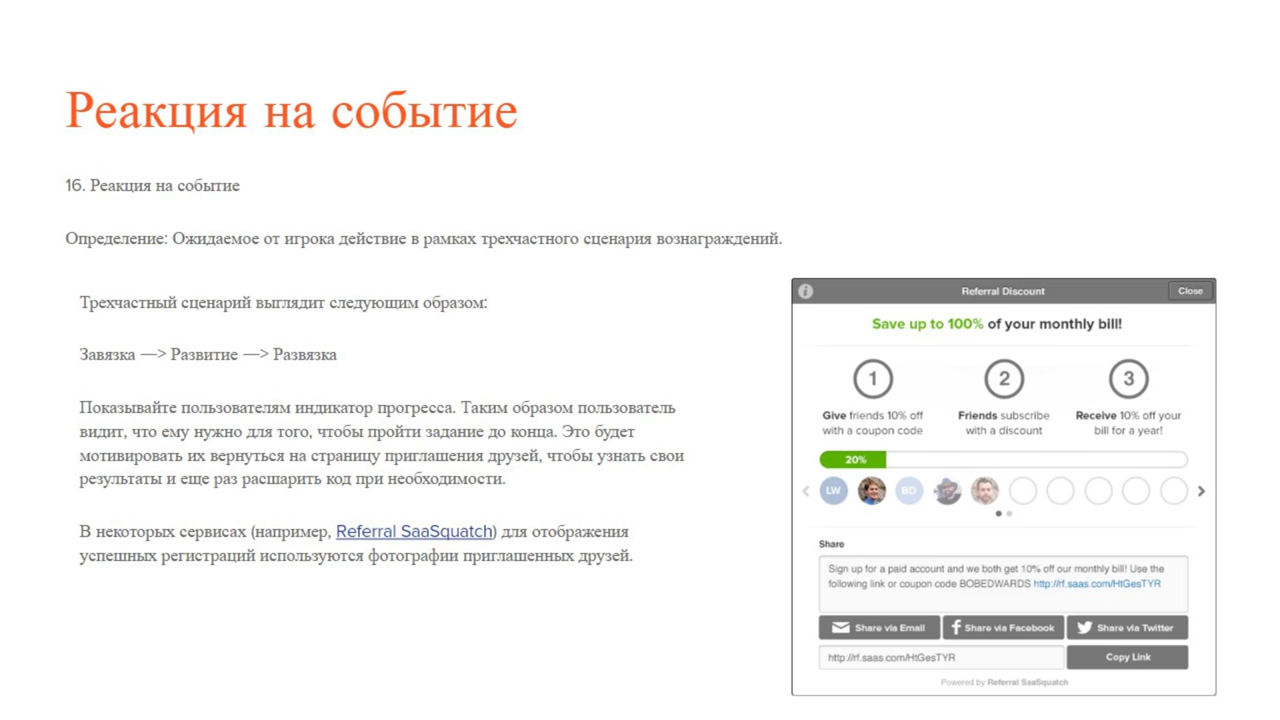 Реакция на событие
16. Реакция на событие
Определение: Ожидаемое от игрока действие в рамках трехчастного сценария вознаграждений.
Трехчастный сценарий выглядит следующим образом:
Завязка —> Развитие —> Развязка
Показывайте пользователям индикатор прогресса. Таким образом пользователь
видит, что ему нужно для того, чтобы пройти задание до конца. Это будет
мотивировать их вернуться на страницу приглашения друзей, чтобы узнать свои
результаты и еще раз расшарить код при необходимости.
В некоторых сервисах (например, Referral SaaSquatch) для отображения
успешных регистраций используются фотографии приглашенных друзей.
Referral Discount
Close
Save up to 100% of your monthly bill!
1
2
3
Give friends 10% off
with a coupon code
Friends subscribe
with a discount
Receive 10% off your
bill for a year!
20%
LW
BD
Share
Sign up for a paid account and we both get 10% off our monthly bill! Use the
following link or coupon code BOBEDWARDS http://rf.saas.com/HtGesTYR
Share via Email
Share via Facebook
Share via Twitter
http://rf.saas.com/HtGesTYR
Copy Link
Powered by Referral SaaSquatch